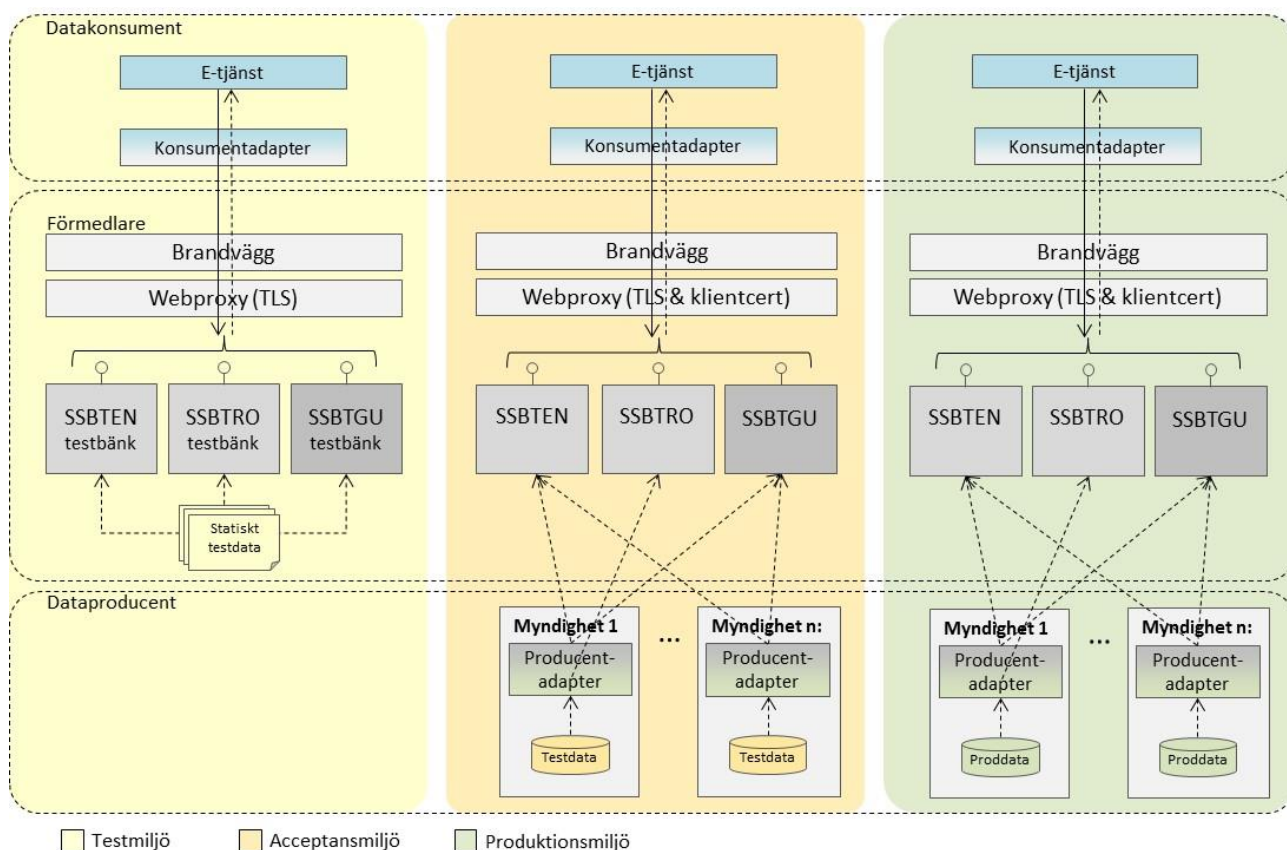 Datakonsument
E-tjänst
E-tjänst
E-tjänst
Konsumentadapter
Konsumentadapter
Konsumentadapter
Förmedlare
Brandvägg
Brandvägg
Brandvägg
Webproxy (TLS)
Webproxy (TLS & klientcert)
Webproxy (TLS & klientcert)
SSBTEN
testbänk
SSBTRO
testbänk
SSBTGU
testbänk
SSBTEN
SSBTRO
SSBTGU
SSBTEN
SSBTRO
SSBTGU
Statiskt
testdata
Dataproducent
Myndighet 1
...
Myndighet n:
Myndighet 1
...
Myndighet n:
Producent-
adapter
Producent-
adapter
Producent-
adapter
Producent-
adapter
Testdata
Testdata
Proddata
Proddata
Testmiljö
Acceptansmiljö
Produktionsmiljö